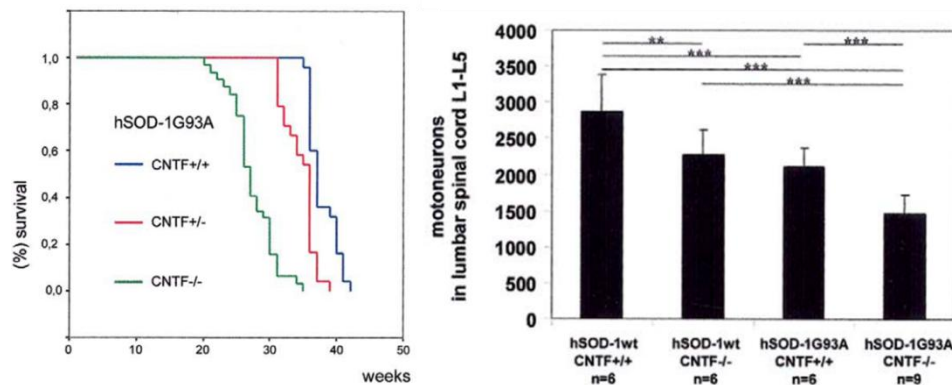 1,0
0,8
0,6
0,4
0,2
0,0
(%) survival
hSOD-1G93A
CNTF+/+
CNTF+/-
CNTF-/-
0
10
20
30
40
50
weeks
motoneurons
in lumbar spinal cord L1-L5
4000
3500
3000
2500
2000
1500
1000
500
0
**
***
***
***
***
hSOD-1wt
CNTF+/+
n=6
hSOD-1wt
CNTF-/-
n=6
hSOD-1G93A
CNTF+/+
n=6
hSOD-1G93A
CNTF-/-
n=9